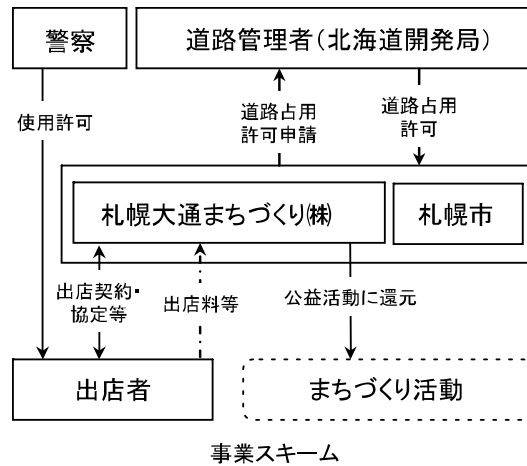 警察
道路管理者(北海道開発局)
使用許可
道路占用
許可申請
道路占用
許可
札幌大通まちづくり㈱
札幌市
出店契約・
協定等
出店料等
公益活動に還元
出店者
まちづくり活動
事業スキーム